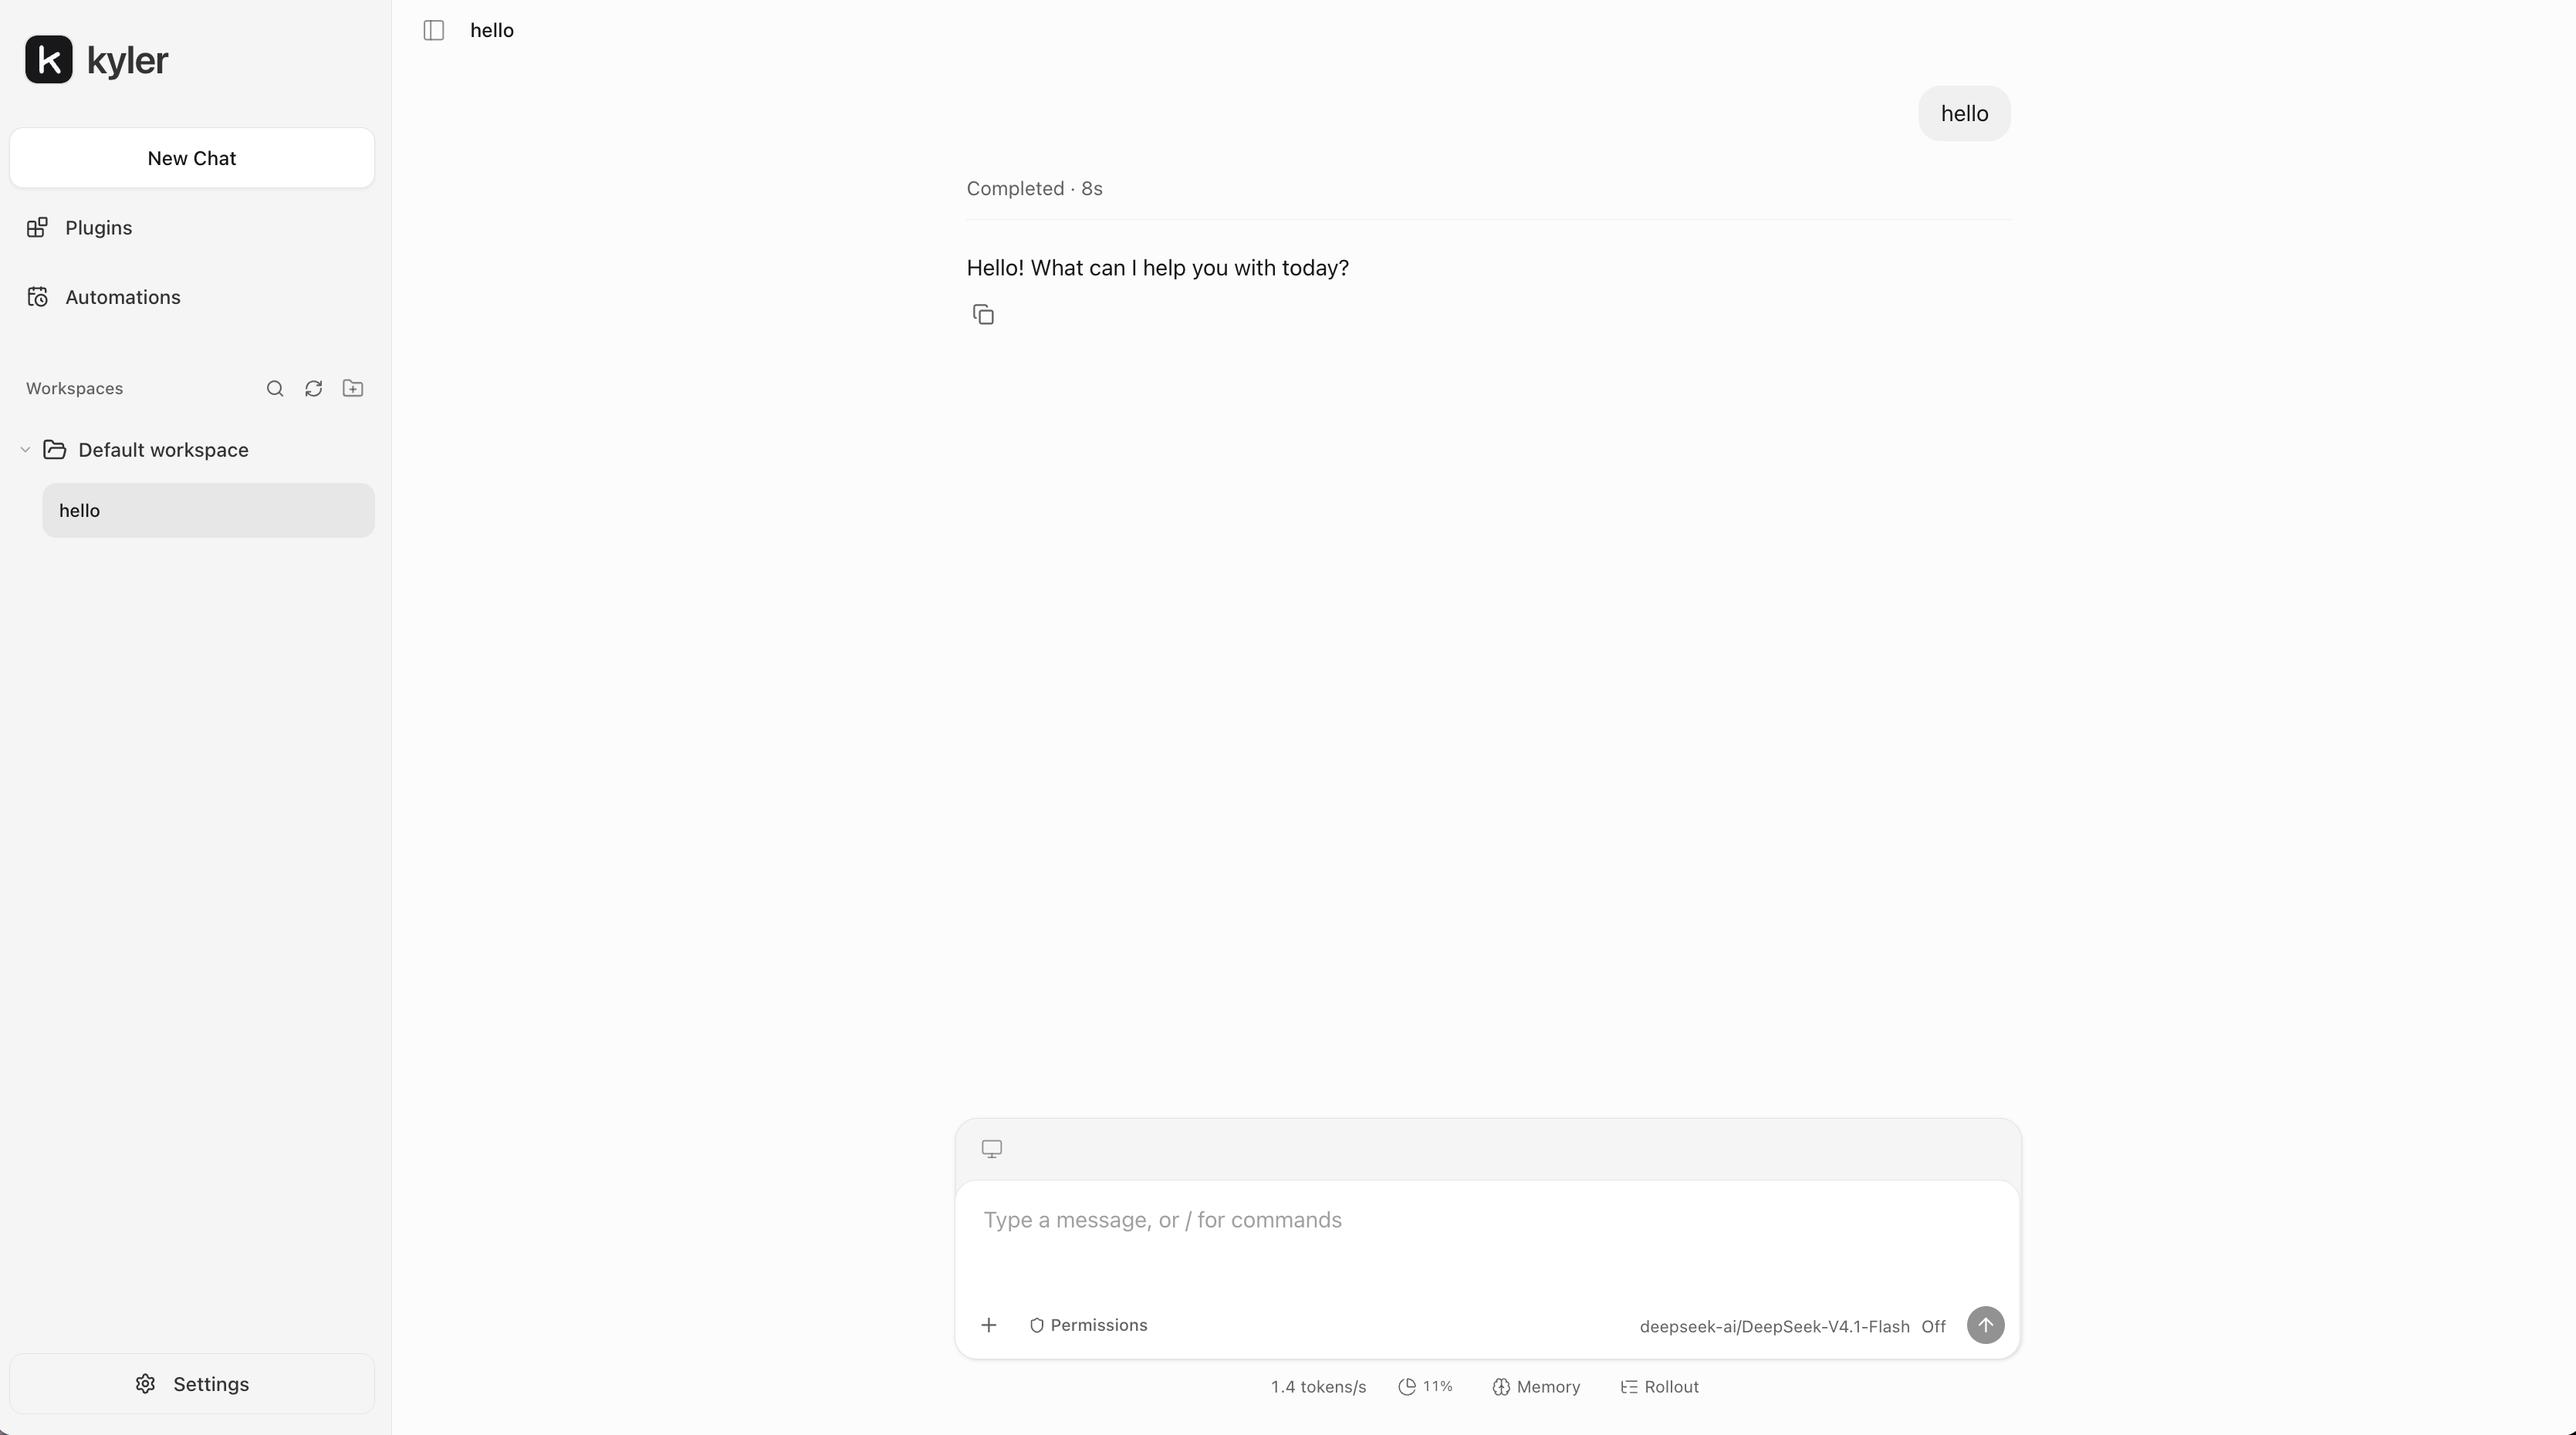 kyler
New Chat
Plugins
Automations
Workspaces
Default workspace
hello
Settings
hello
hello
Completed · 8s
Hello! What can I help you with today?
Type a message, or / for commands
Permissions
deepseek-ai/DeepSeek-V4.1-Flash Off
1.4 tokens/s 11% Memory Rollout